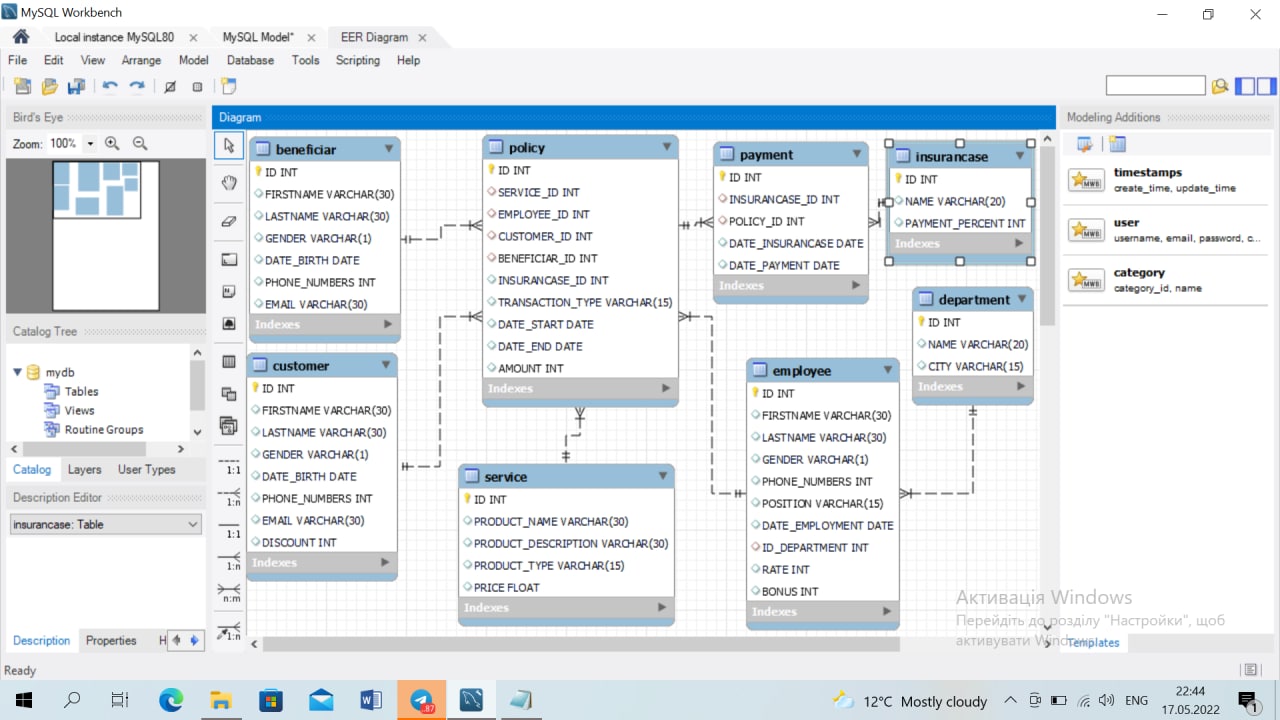 MySQL Workbench
Local instance MySQL80
MySQL Model*
EER Diagram
File Edit View Arrange Model Database Tools Scripting Help
Bird's Eye
Zoom: 100%
Catalog Tree
mydb
Tables
Views
Routine Groups
Catalog Layers User Types
Description Editor
insurancase: Table
Description Properties H
Ready
Diagram
1:1
1:n
1:1
1:n
n:m
1:n
beneficiar
ID INT
FIRSTNAME VARCHAR(30)
LASTNAME VARCHAR(30)
GENDER VARCHAR(1)
DATE_BIRTH DATE
PHONE_NUMBERS INT
EMAIL VARCHAR(30)
Indexes
customer
ID INT
FIRSTNAME VARCHAR(30)
LASTNAME VARCHAR(30)
GENDER VARCHAR(1)
DATE_BIRTH DATE
PHONE_NUMBERS INT
EMAIL VARCHAR(30)
DISCOUNT INT
Indexes
policy
ID INT
SERVICE_ID INT
EMPLOYEE_ID INT
CUSTOMER_ID INT
BENEFICIAR_ID INT
INSURANCASE_ID INT
TRANSACTION_TYPE VARCHAR(15)
DATE_START DATE
DATE_END DATE
AMOUNT INT
Indexes
service
ID INT
PRODUCT_NAME VARCHAR(30)
PRODUCT_DESCRIPTION VARCHAR(30)
PRODUCT_TYPE VARCHAR(15)
PRICE FLOAT
Indexes
payment
ID INT
INSURANCASE_ID INT
POLICY_ID INT
DATE_INSURANCASE DATE
DATE_PAYMENT DATE
Indexes
insurancase
ID INT
NAME VARCHAR(20)
PAYMENT_PERCENT INT
Indexes
department
ID INT
NAME VARCHAR(20)
CITY VARCHAR(15)
Indexes
employee
ID INT
FIRSTNAME VARCHAR(30)
LASTNAME VARCHAR(30)
GENDER VARCHAR(1)
PHONE_NUMBERS INT
POSITION VARCHAR(15)
DATE_EMPLOYMENT DATE
ID_DEPARTMENT INT
RATE INT
BONUS INT
Indexes
Modeling Additions
timestamps
create_time, update_time
user
username, email, password, c...
category
category_id, name
MWB
MWB
MWB
Активація Windows
Перейдіть до розділу "Настройки", щоб
активувати Windows.
Templates
87
W
12°C Mostly cloudy
ENG
22:44
17.05.2022
1